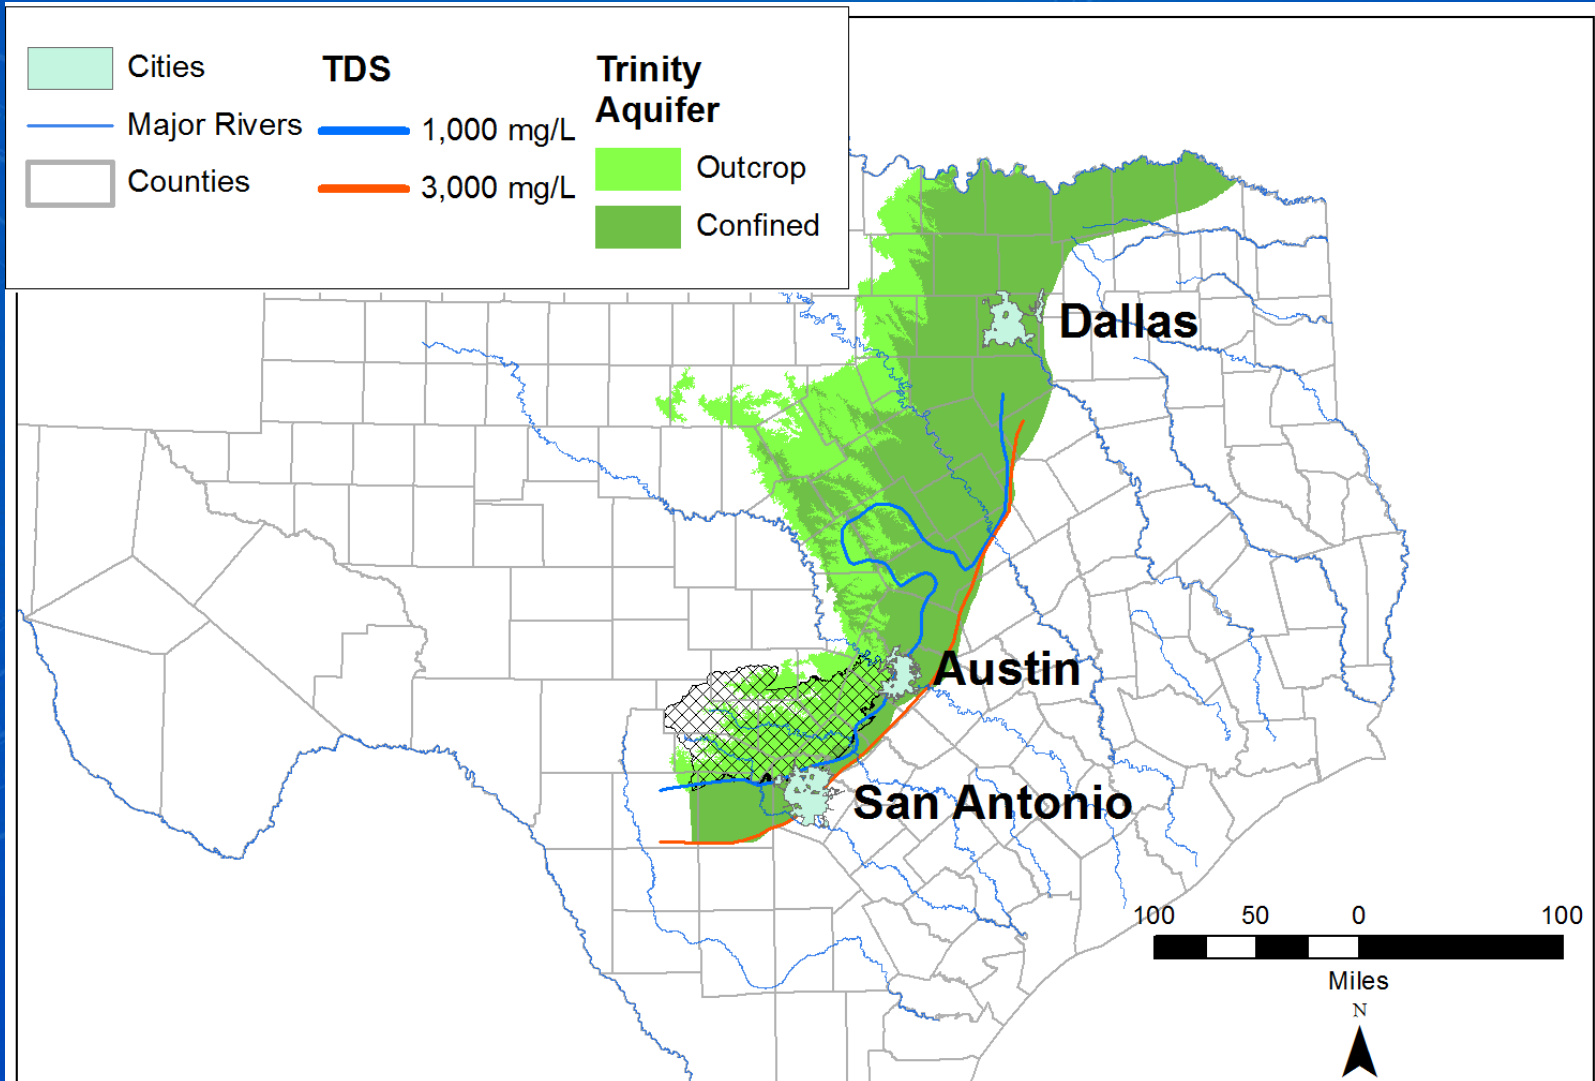 Cities
Major Rivers
Counties
TDS
1,000 mg/L
3,000 mg/L
Trinity
Aquifer
Outcrop
Confined
Dallas
Austin
San Antonio
100 50 0 100
Miles
N